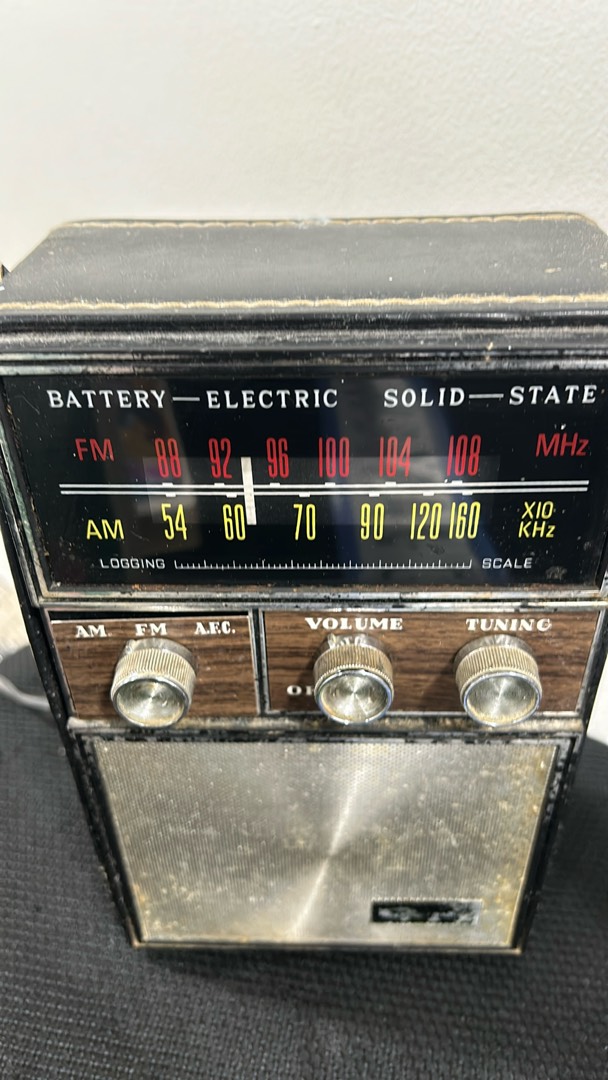 BATTERY—ELECTRIC SOLID—STATE
FM 88 92 96 100 104 108 MHz
AM 54 60 70 90 120 160 X10 KHz
LOGGING SCALE
AM FM A.F.C. VOLUME TUNING